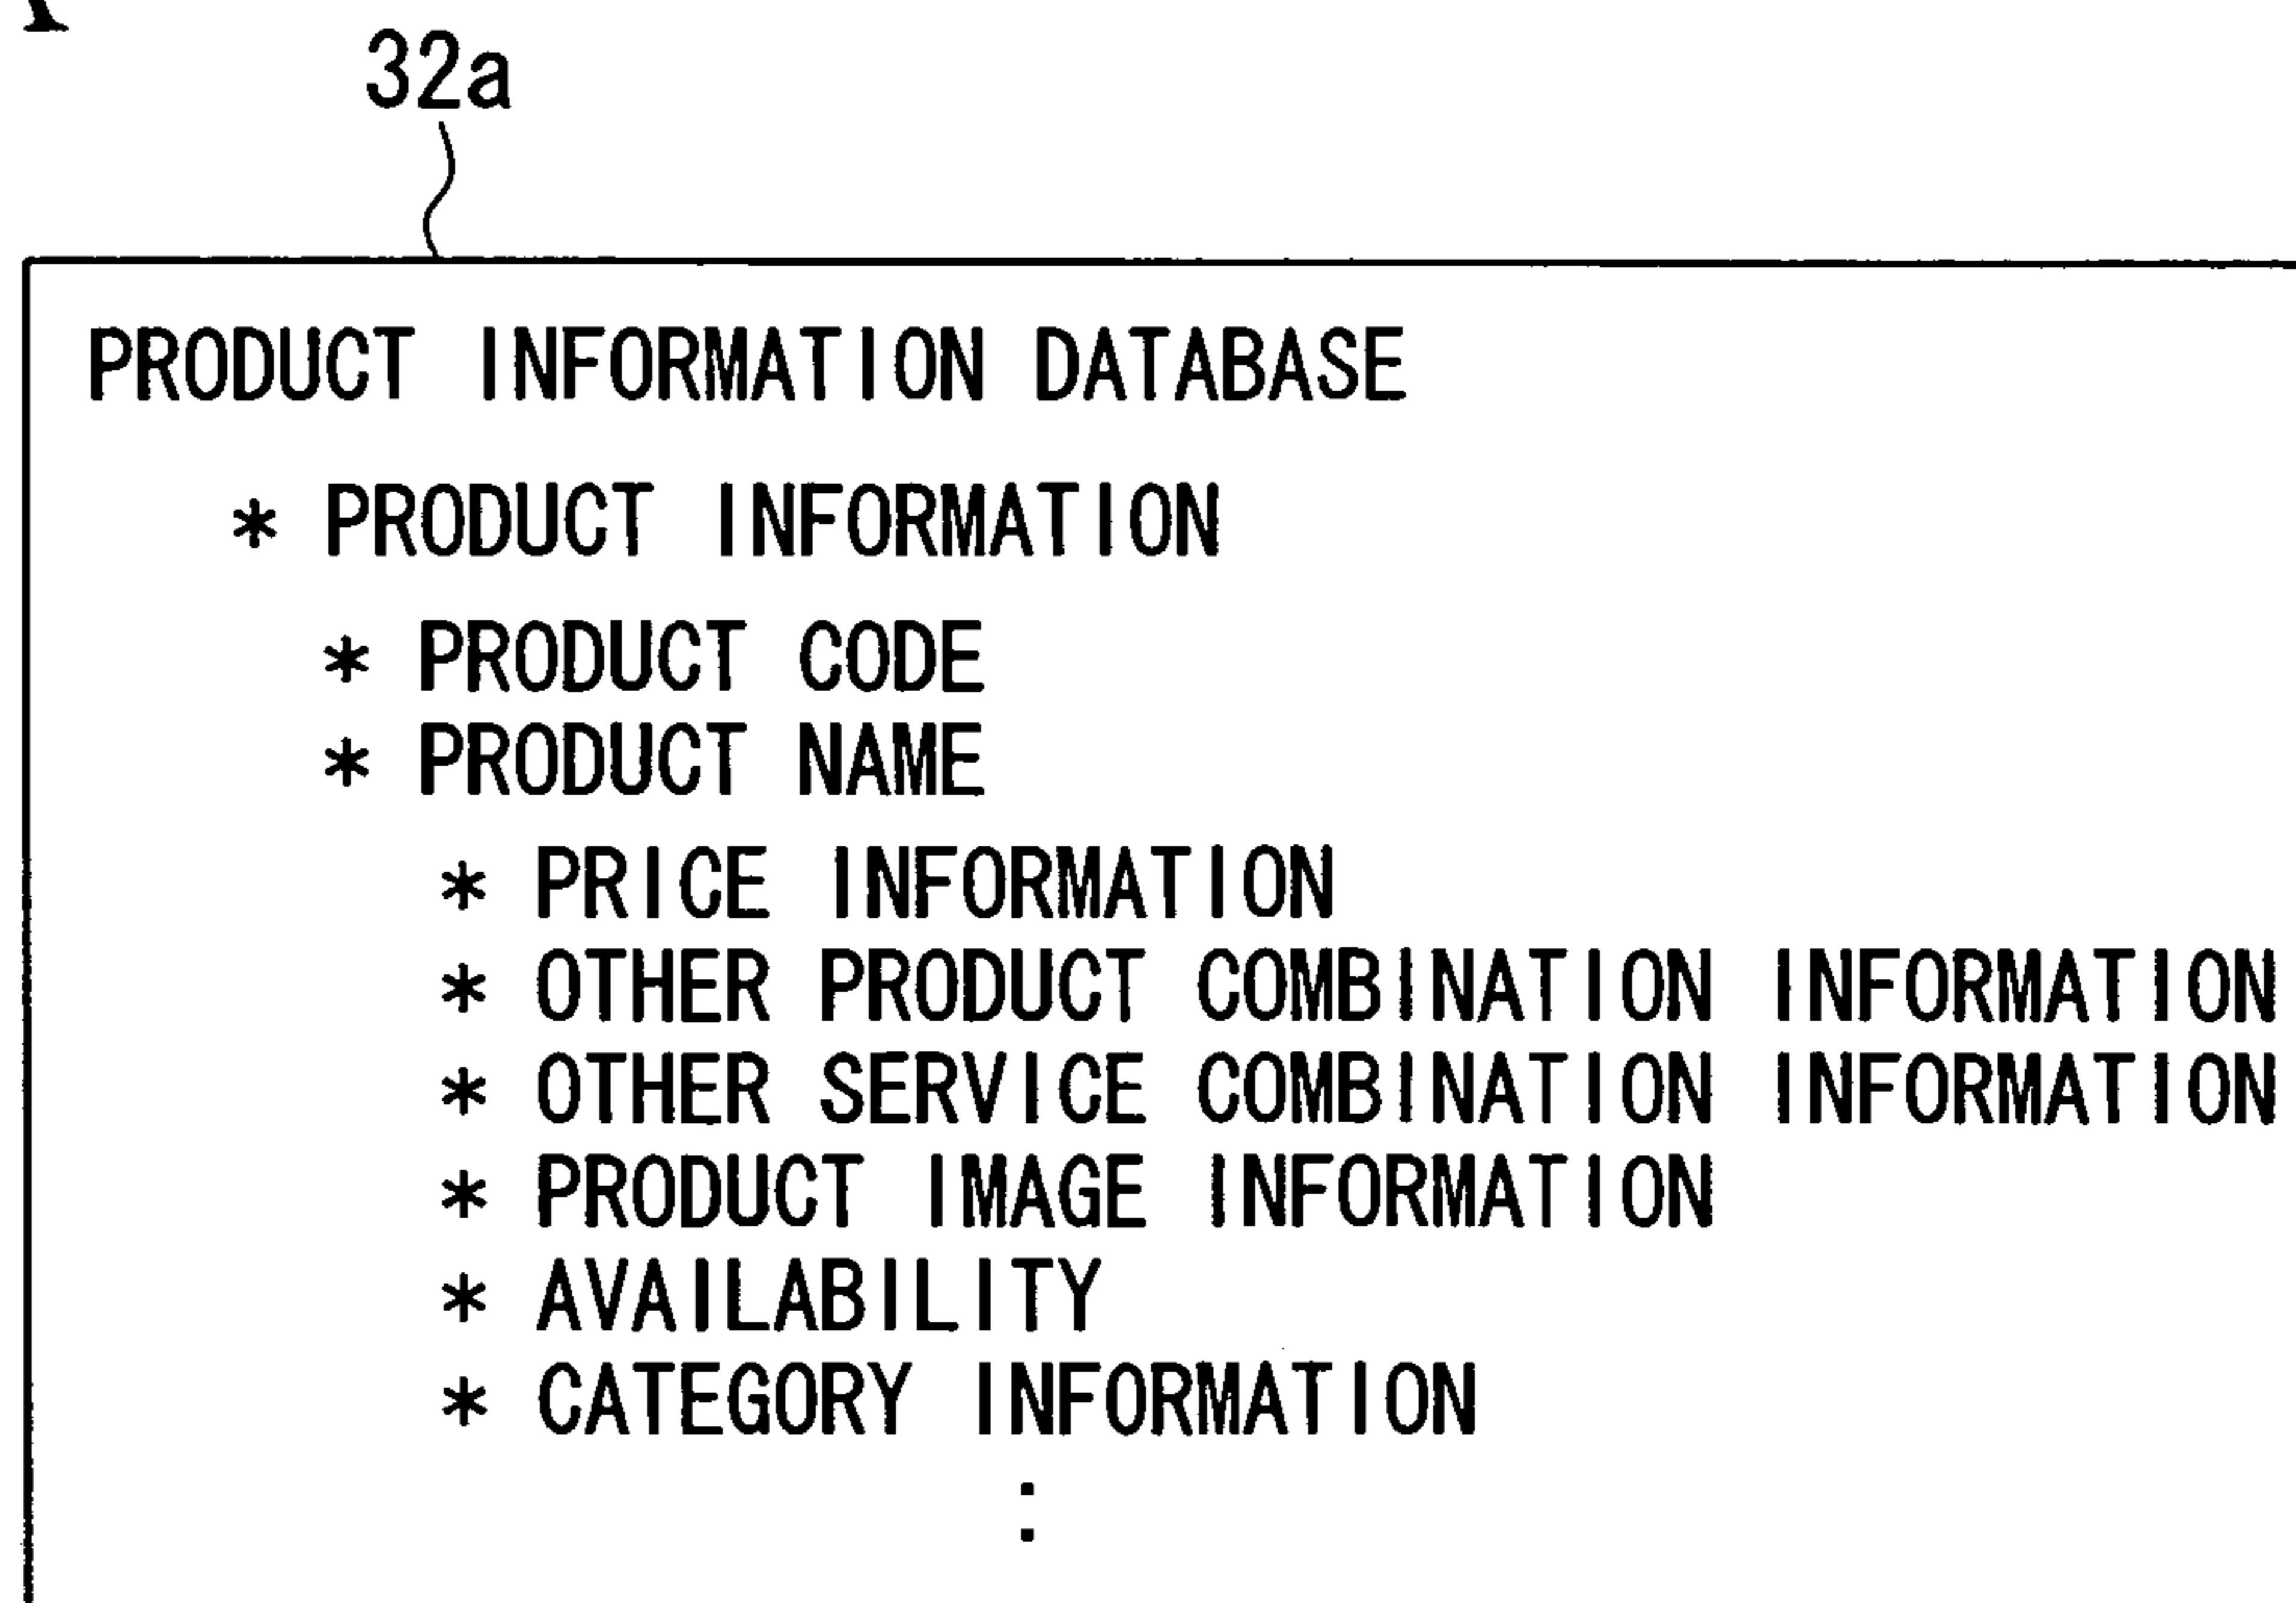 32a
PRODUCT INFORMATION DATABASE
* PRODUCT INFORMATION
* PRODUCT CODE
* PRODUCT NAME
* PRICE INFORMATION
* OTHER PRODUCT COMBINATION INFORMATION
* OTHER SERVICE COMBINATION INFORMATION
* PRODUCT IMAGE INFORMATION
* AVAILABILITY
* CATEGORY INFORMATION
: